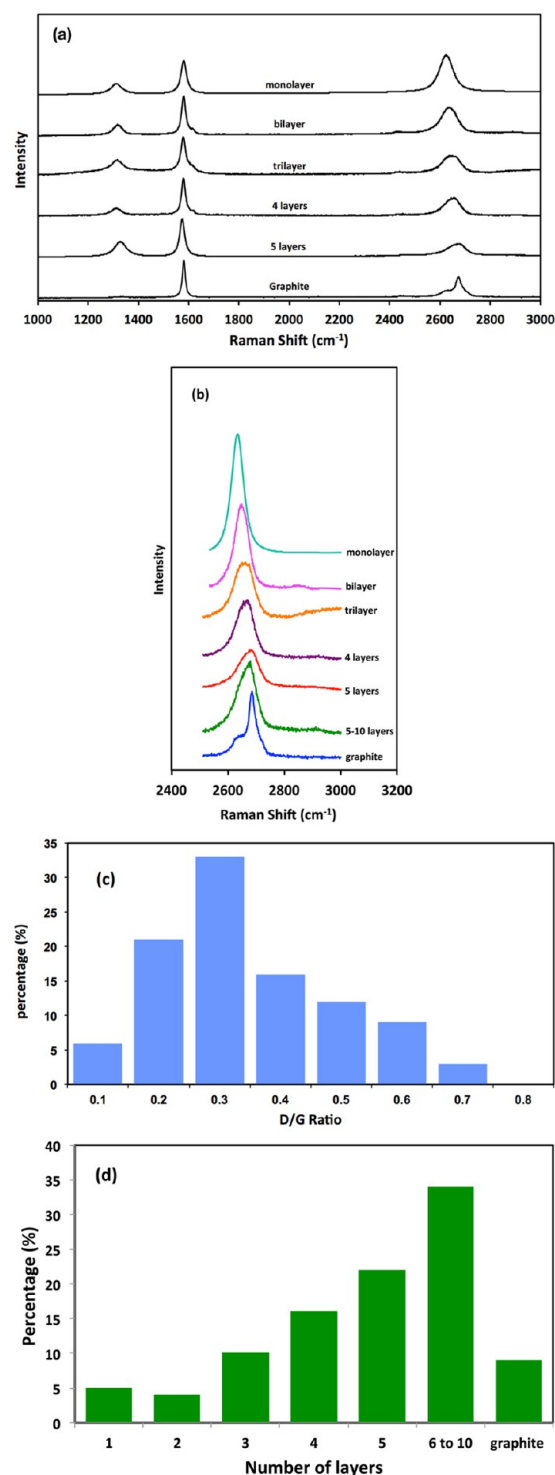 (a)
monolayer
bilayer
trilayer
4 layers
5 layers
Graphite
Intensity
1000 1200 1400 1600 1800 2000 2200 2400 2600 2800 3000
Raman Shift (cm⁻¹)
(b)
monolayer
bilayer
trilayer
4 layers
5 layers
5-10 layers
graphite
Intensity
2400 2600 2800 3000 3200
Raman Shift (cm⁻¹)
(c)
35
30
25
20
15
10
5
0
percentage (%)
0.1 0.2 0.3 0.4 0.5 0.6 0.7 0.8
D/G Ratio
(d)
40
35
30
25
20
15
10
5
0
Percentage (%)
1 2 3 4 5 6 to 10 graphite
Number of layers